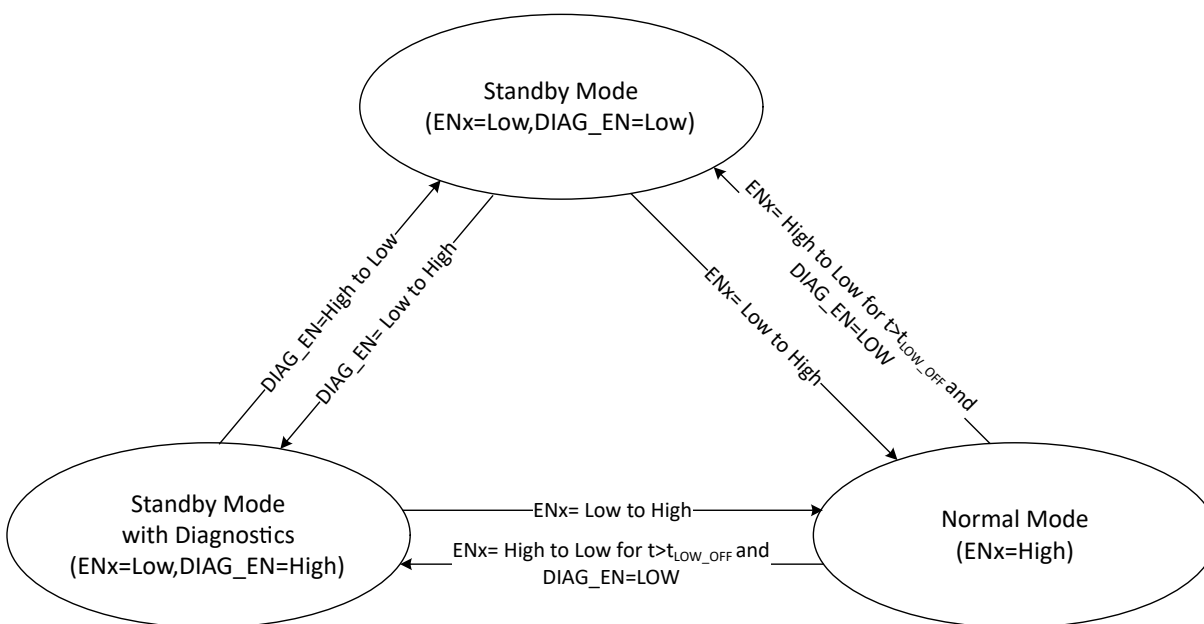 Standby Mode
(ENx=Low,DIAG_EN=Low)
DIAG_EN=High to Low
DIAG_EN= Low to High
ENx= Low to High
ENx= High to Low for t>tLOW_OFF and
DIAG_EN=LOW
Standby Mode
with Diagnostics
(ENx=Low,DIAG_EN=High)
ENx= Low to High
ENx= High to Low for t>tLOW_OFF and
DIAG_EN=LOW
Normal Mode
(ENx=High)